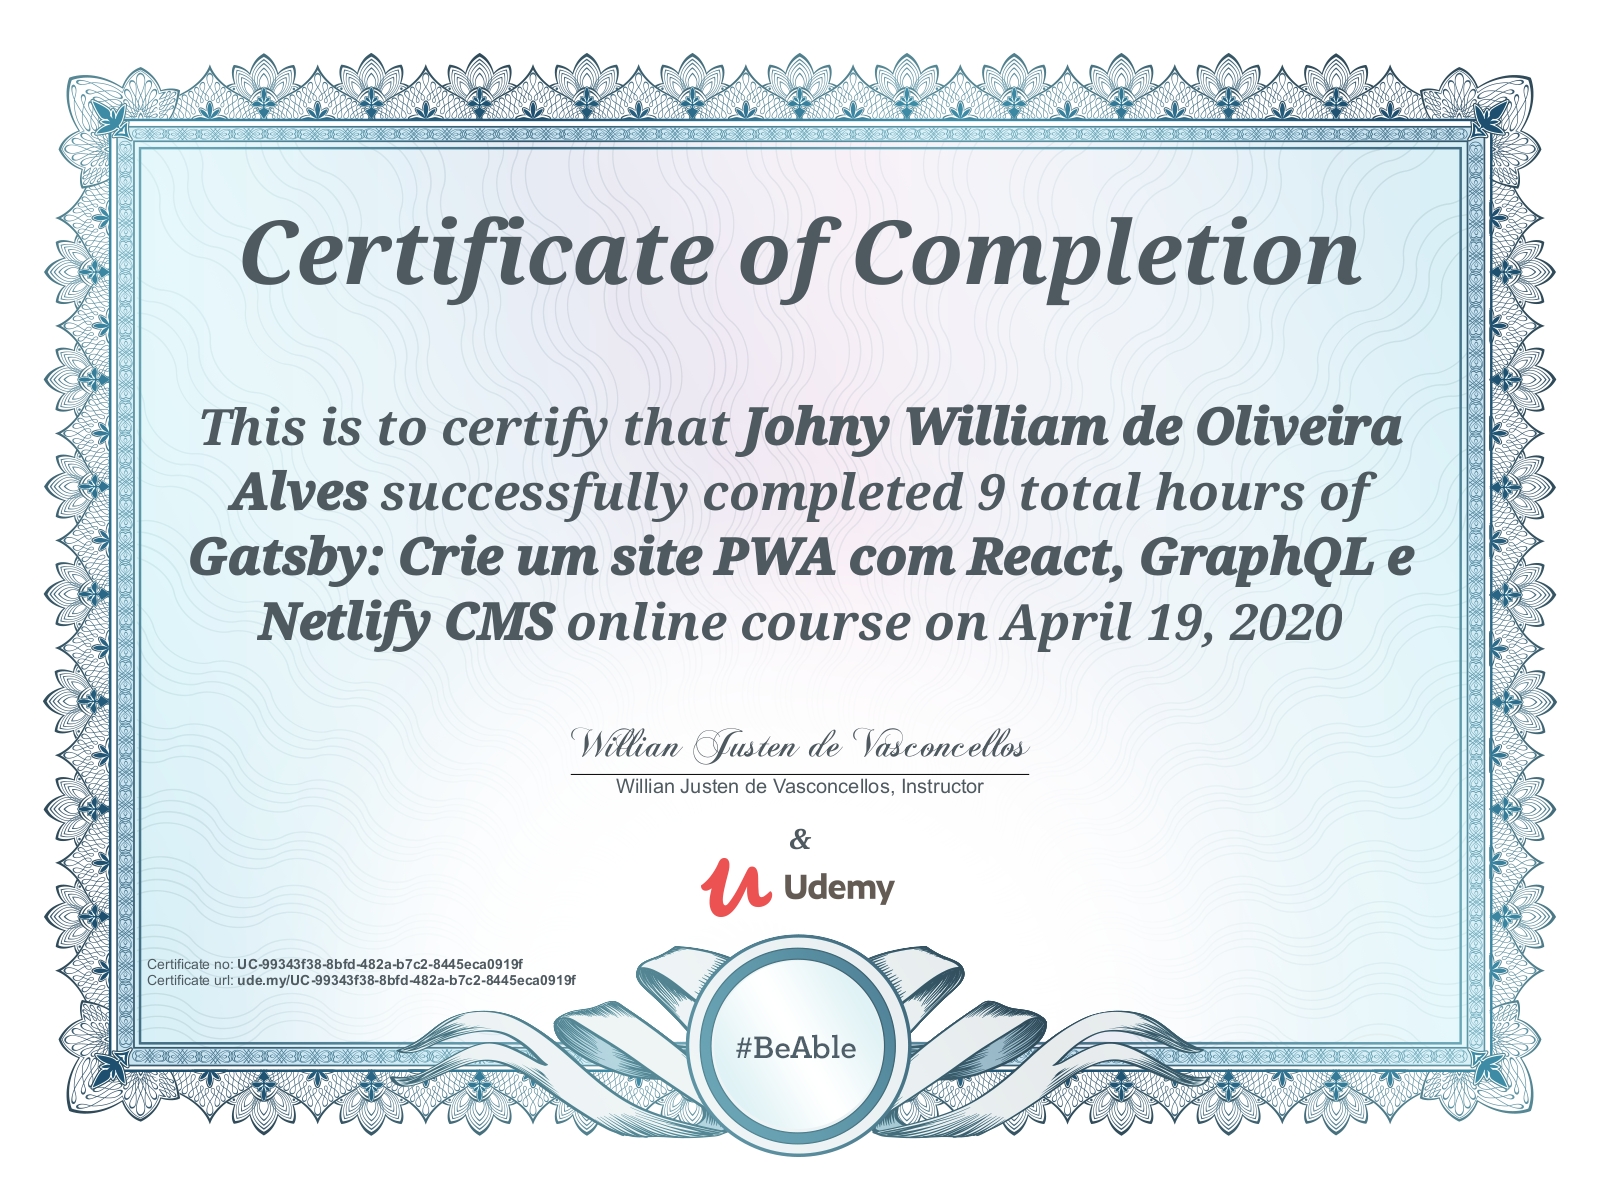 Certificate of Completion
This is to certify that Johny William de Oliveira
Alves successfully completed 9 total hours of
Gatsby: Crie um site PWA com React, GraphQL e
Netlify CMS online course on April 19, 2020
Willian Justen de Vasconcellos
Willian Justen de Vasconcellos, Instructor
&
Udemy
Certificate no: UC-99343f38-8bfd-482a-b7c2-8445eca0919f
Certificate url: ude.my/UC-99343f38-8bfd-482a-b7c2-8445eca0919f
#BeAble